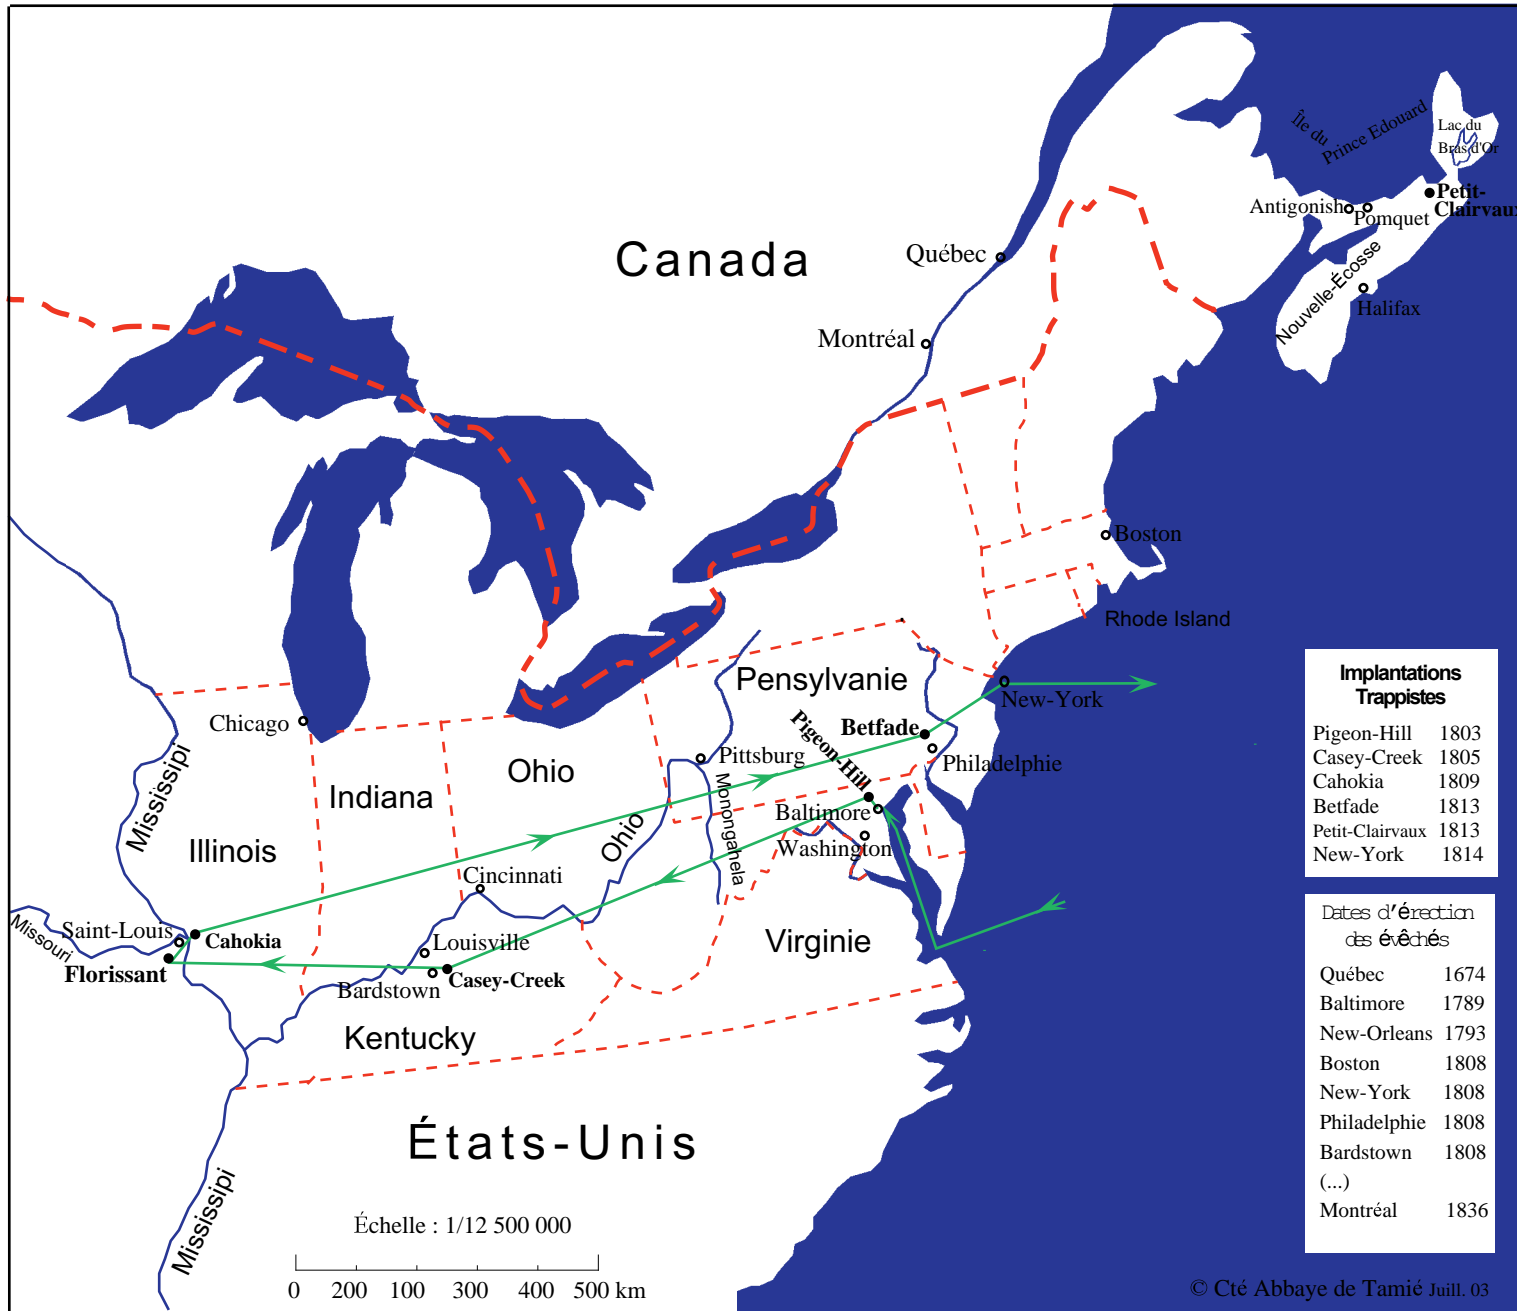 Canada
Île du
Prince Edouard
Lac du
Bras d'Or
Petit-
Clairvaux
Antigonish
Pomquet
Québec
Nouvelle-Écosse
Halifax
Montréal
Boston
Rhode Island
Pensylvanie
New-York
Chicago
Pigeon-Hill
Betfade
Pittsburg
Philadelphie
Mississipi
Ohio
Indiana
Monongahela
Baltimore
Illinois
Ohio
Washington
Cincinnati
Missouri
Saint-Louis
Cahokia
Louisville
Virginie
Florissant
Bardstown
Casey-Creek
Kentucky
États-Unis
Mississipi
Échelle : 1/12 500 000
0 200 100 300 400 500 km
Implantations
Trappistes
Pigeon-Hill 1803
Casey-Creek 1805
Cahokia 1809
Betfade 1813
Petit-Clairvaux 1813
New-York 1814
Dates d'érection
des évêchés
Québec 1674
Baltimore 1789
New-Orleans 1793
Boston 1808
New-York 1808
Philadelphie 1808
Bardstown 1808
(...)
Montréal 1836
© Cté Abbaye de Tamié Juill. 03